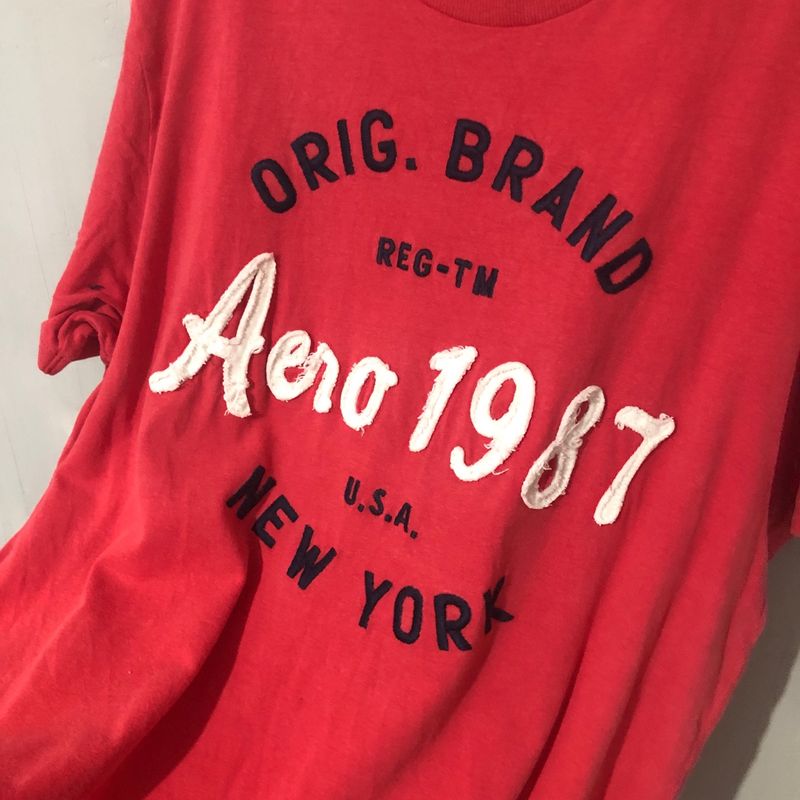 ORIG. BRAND
REG-TM
Aero 1987
U.S.A.
NEW YORK